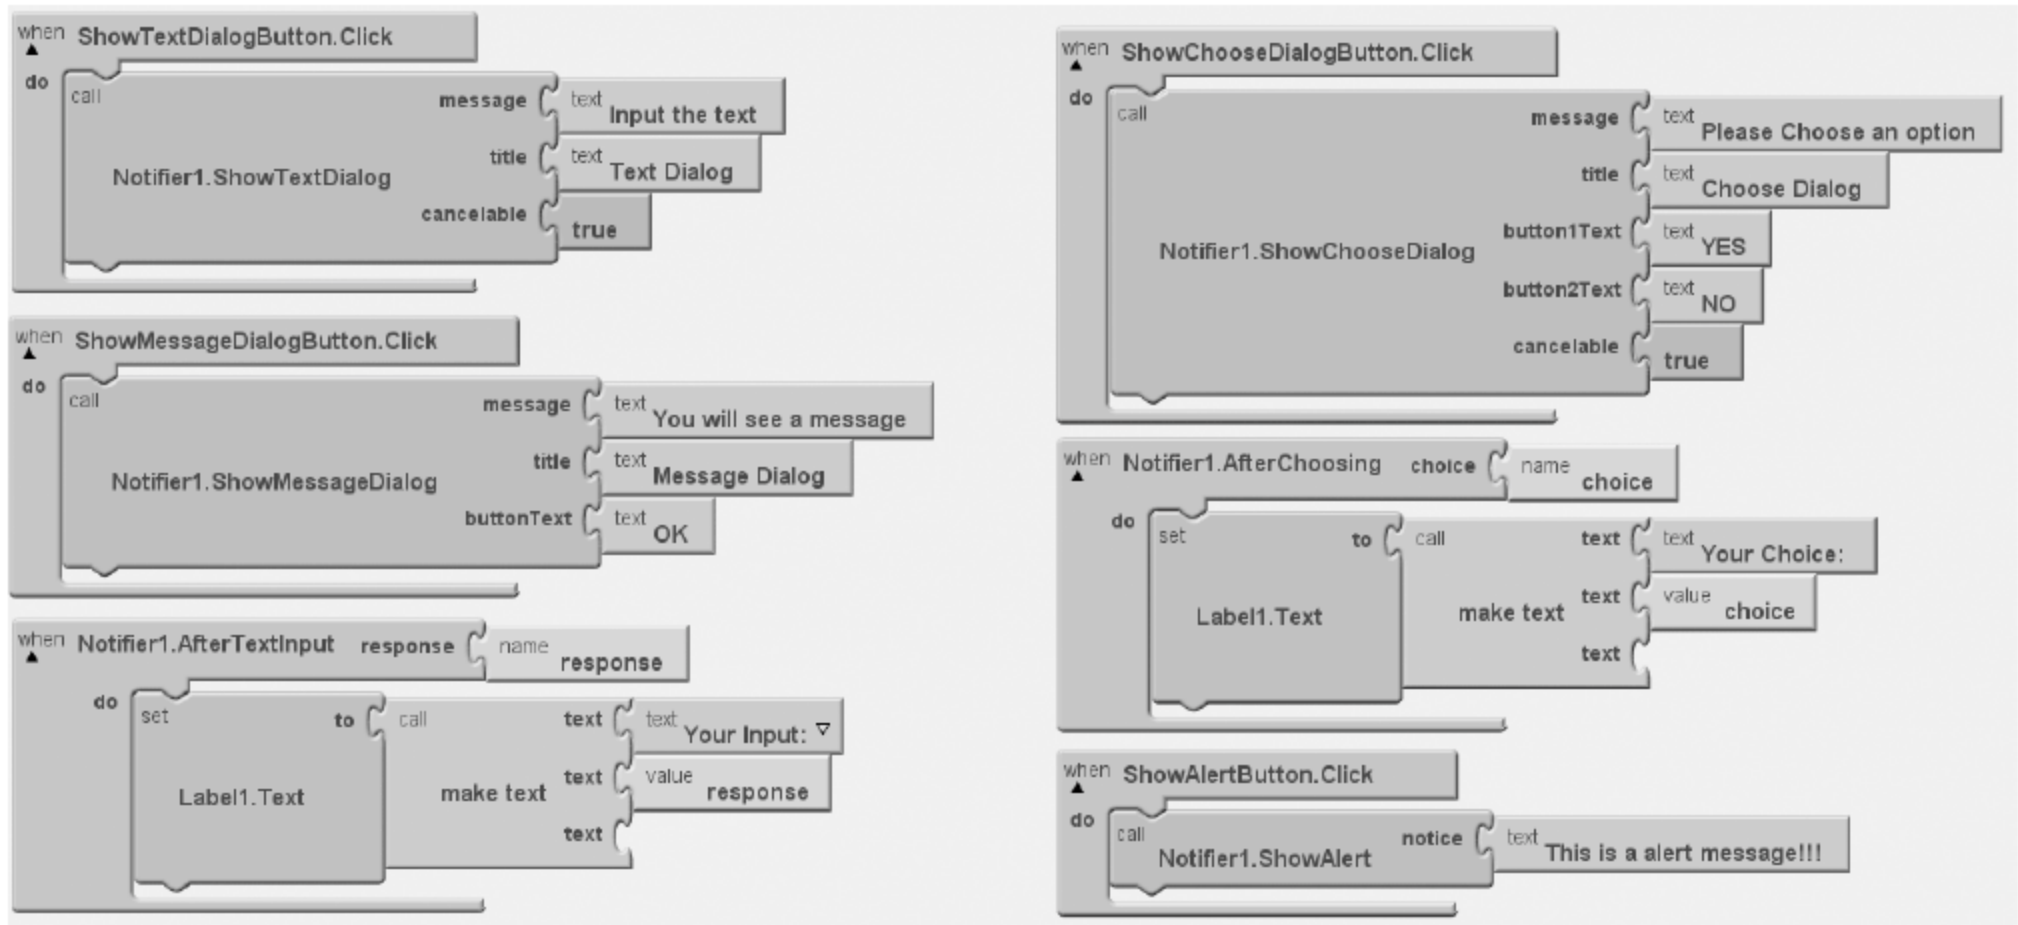 when ShowTextDialogButton.Click
do call message text Input the text
title text Text Dialog
Notifier1.ShowTextDialog
cancelable true
when ShowMessageDialogButton.Click
do call message text You will see a message
title text Message Dialog
Notifier1.ShowMessageDialog
buttonText text OK
when Notifier1.AfterTextInput response name response
do set to call text text Your Input:
text value response
Label1.Text make text
text
when ShowChooseDialogButton.Click
do call message text Please Choose an option
title text Choose Dialog
button1Text text YES
Notifier1.ShowChooseDialog
button2Text text NO
cancelable true
when Notifier1.AfterChoosing choice name choice
do set to call text text Your Choice:
text value choice
Label1.Text make text
text
when ShowAlertButton.Click
do call notice text This is a alert message!!!
Notifier1.ShowAlert